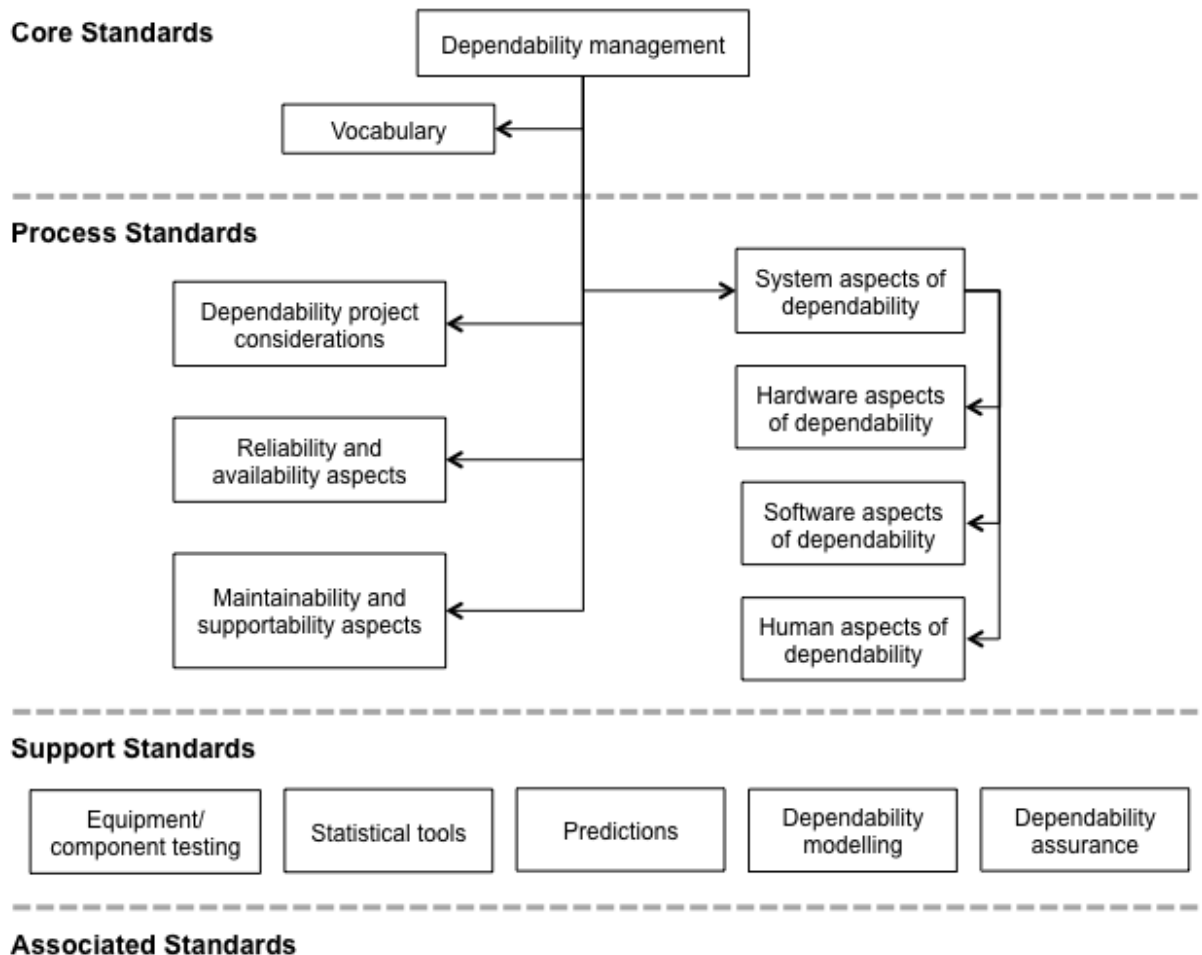 Core Standards
Dependability management
Vocabulary
Process Standards
Dependability project
considerations
Reliability and
availability aspects
Maintainability and
supportability aspects
System aspects of
dependability
Hardware aspects
of dependability
Software aspects
of dependability
Human aspects of
dependability
Support Standards
Equipment/
component testing
Statistical tools
Predictions
Dependability
modelling
Dependability
assurance
Associated Standards